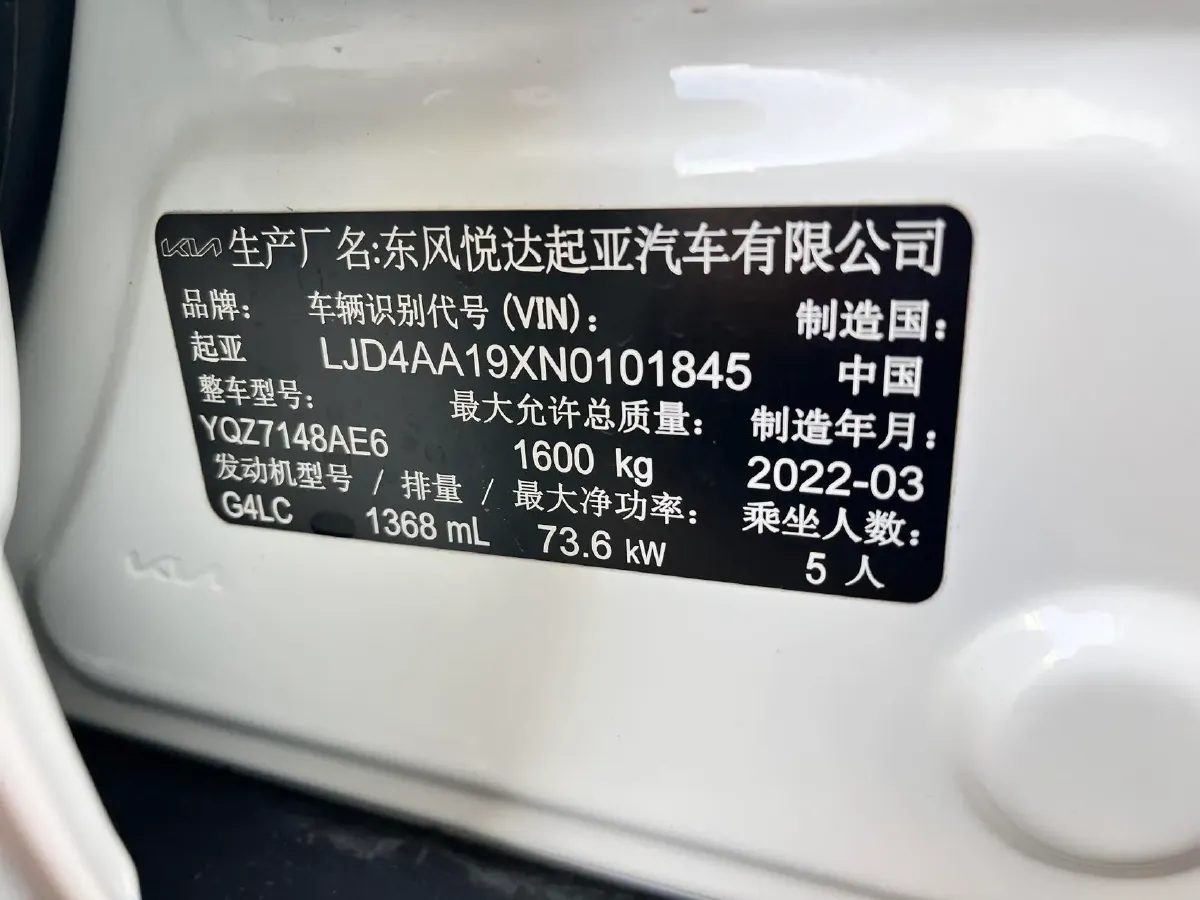 KIA 生产厂名:东风悦达起亚汽车有限公司
品牌: 车辆识别代号 (VIN): 制造国:
起亚 LJD4AA19XN0101845 中国
整车型号: 最大允许总质量: 制造年月:
YQZ7148AE6 1600 kg 2022-03
发动机型号 / 排量 / 最大净功率: 乘坐人数:
G4LC 1368 mL 73.6 kW 5 人
KIA